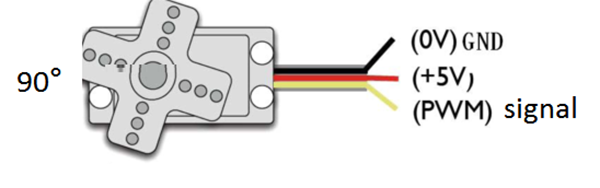 (0V) GND
90°
(+5V)
(PWM) signal